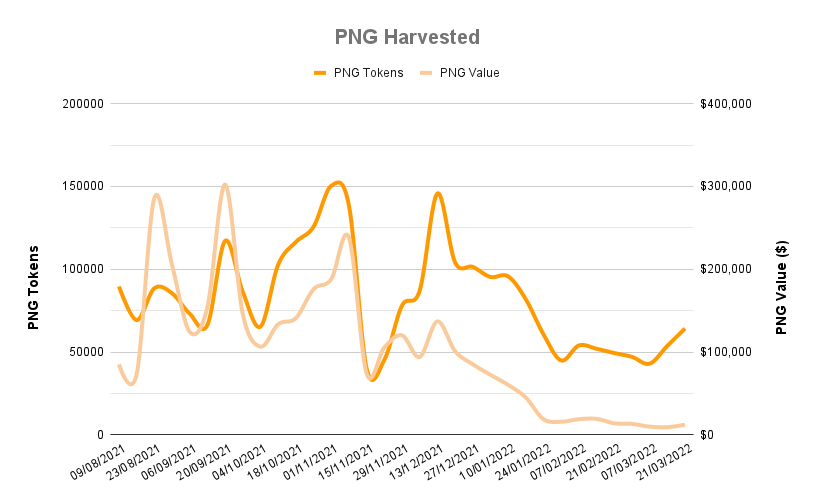 PNG Harvested
PNG Tokens PNG Value
200000 $400,000
150000 $300,000
100000 $200,000
50000 $100,000
0 $0
PNG Tokens
PNG Value ($)
09/08/2021 23/08/2021 06/09/2021 20/09/2021 04/10/2021 18/10/2021 01/11/2021 15/11/2021 29/11/2021 13/12/2021 27/12/2021 10/01/2022 24/01/2022 07/02/2022 21/02/2022 07/03/2022 21/03/2022